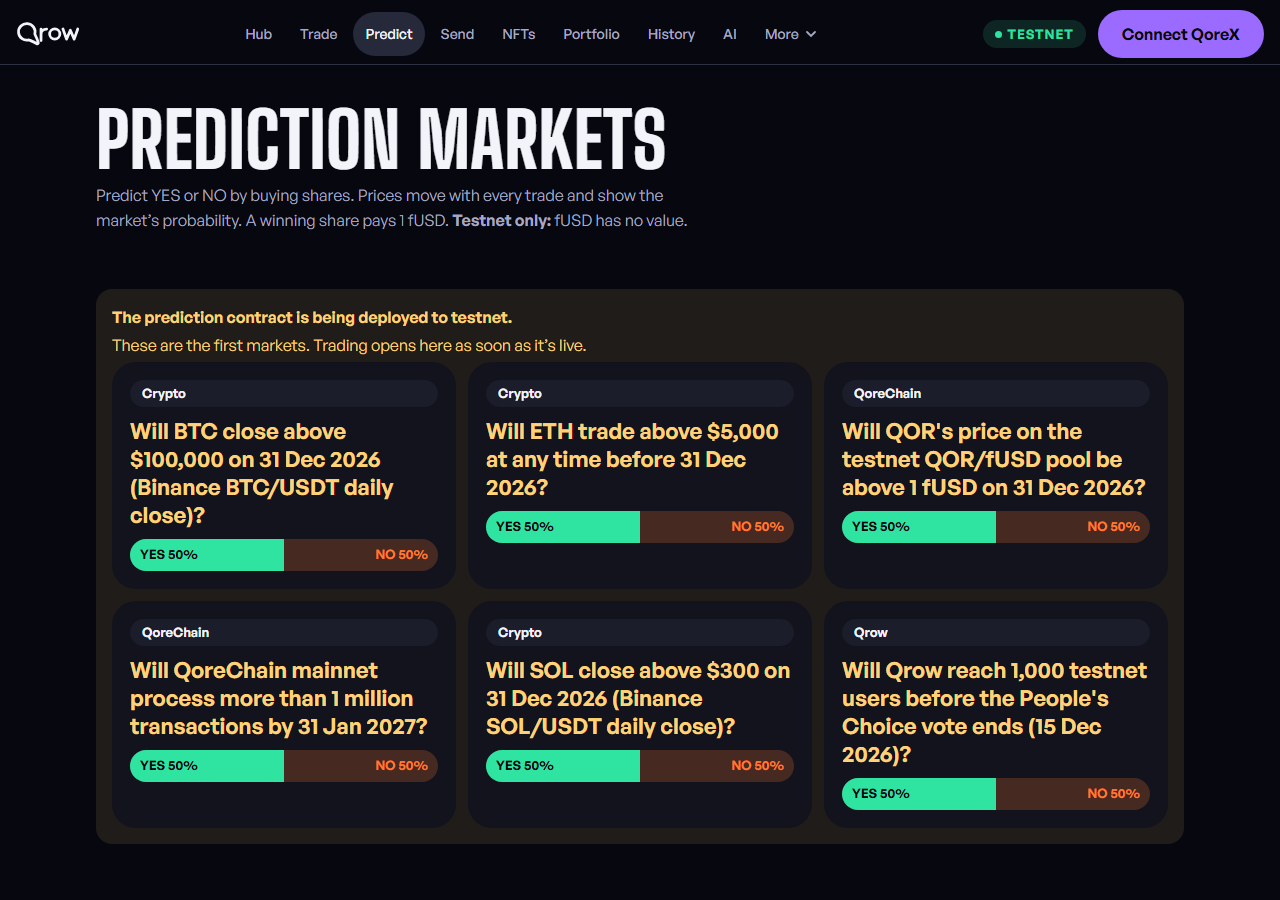 Qrow
Hub Trade Predict Send NFTs Portfolio History AI More
TESTNET
Connect QoreX
PREDICTION MARKETS
Predict YES or NO by buying shares. Prices move with every trade and show the
market’s probability. A winning share pays 1 fUSD. Testnet only: fUSD has no value.
The prediction contract is being deployed to testnet.
These are the first markets. Trading opens here as soon as it’s live.
Crypto
Will BTC close above
$100,000 on 31 Dec 2026
(Binance BTC/USDT daily
close)?
YES 50% NO 50%
Crypto
Will ETH trade above $5,000
at any time before 31 Dec
2026?
YES 50% NO 50%
QoreChain
Will QOR's price on the
testnet QOR/fUSD pool be
above 1 fUSD on 31 Dec 2026?
YES 50% NO 50%
QoreChain
Will QoreChain mainnet
process more than 1 million
transactions by 31 Jan 2027?
YES 50% NO 50%
Crypto
Will SOL close above $300 on
31 Dec 2026 (Binance
SOL/USDT daily close)?
YES 50% NO 50%
Qrow
Will Qrow reach 1,000 testnet
users before the People's
Choice vote ends (15 Dec
2026)?
YES 50% NO 50%